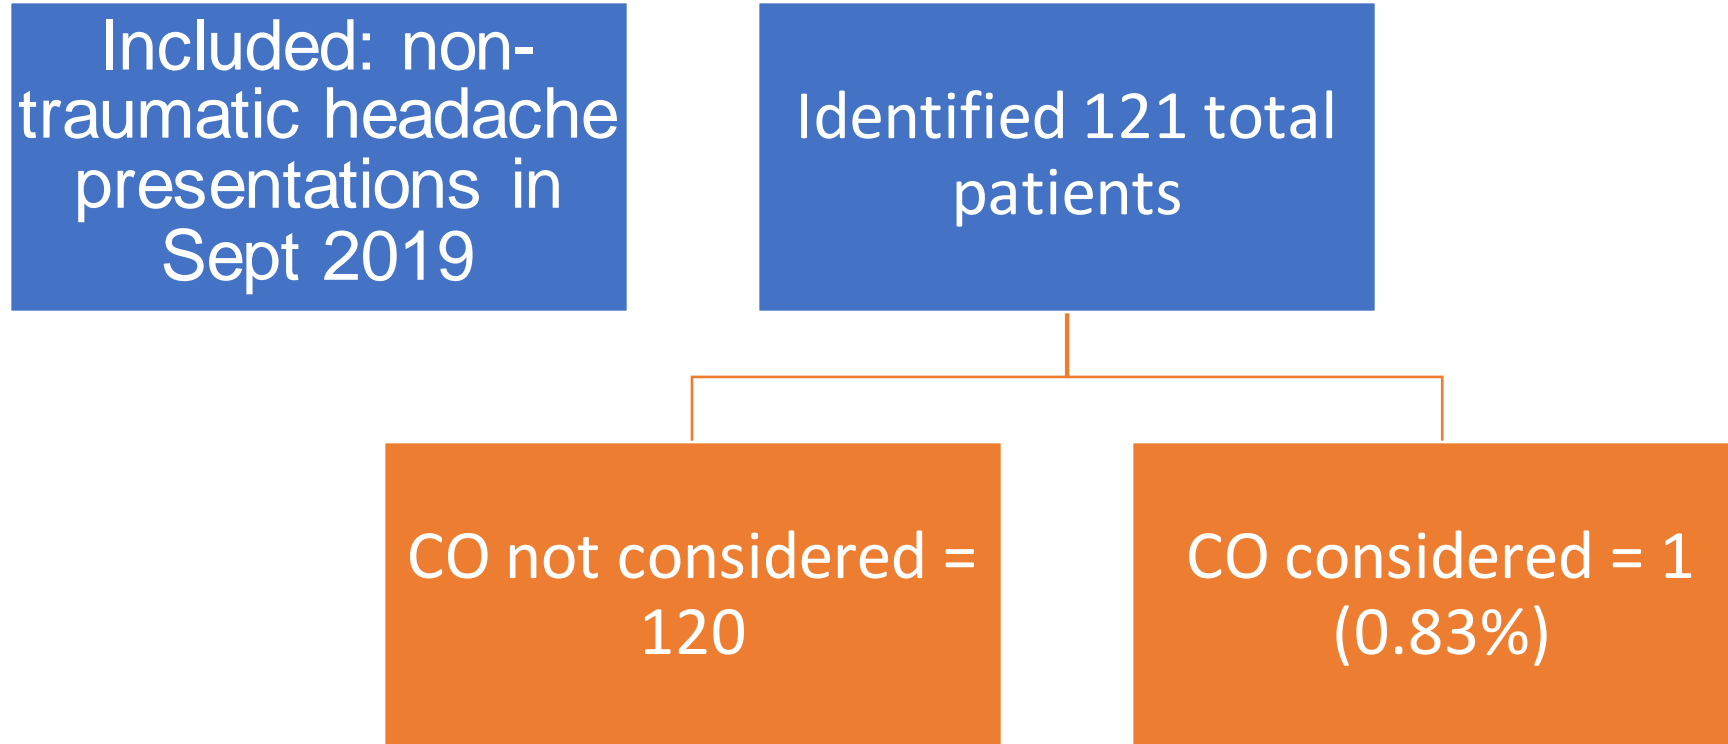 Included: non-
traumatic headache
presentations in
Sept 2019
Identified 121 total
patients
CO not considered =
120
CO considered = 1
(0.83%)